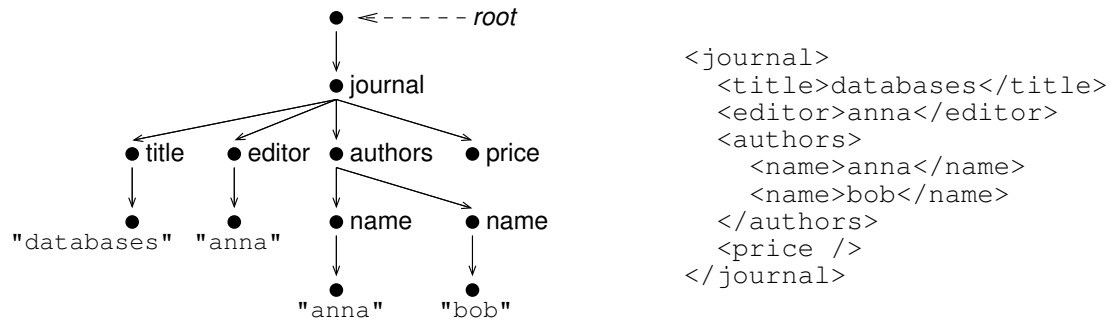 root
journal
title editor authors price
"databases" "anna" name name
"anna" "bob"
<journal>
<title>databases</title>
<editor>anna</editor>
<authors>
<name>anna</name>
<name>bob</name>
</authors>
<price />
</journal>